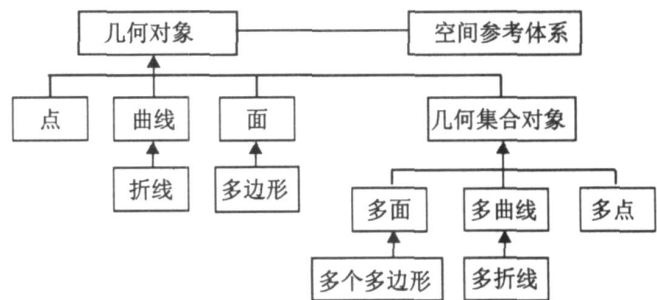 几何对象
空间参考体系
点
曲线
面
几何集合对象
折线
多边形
多面
多曲线
多点
多个多边形
多折线